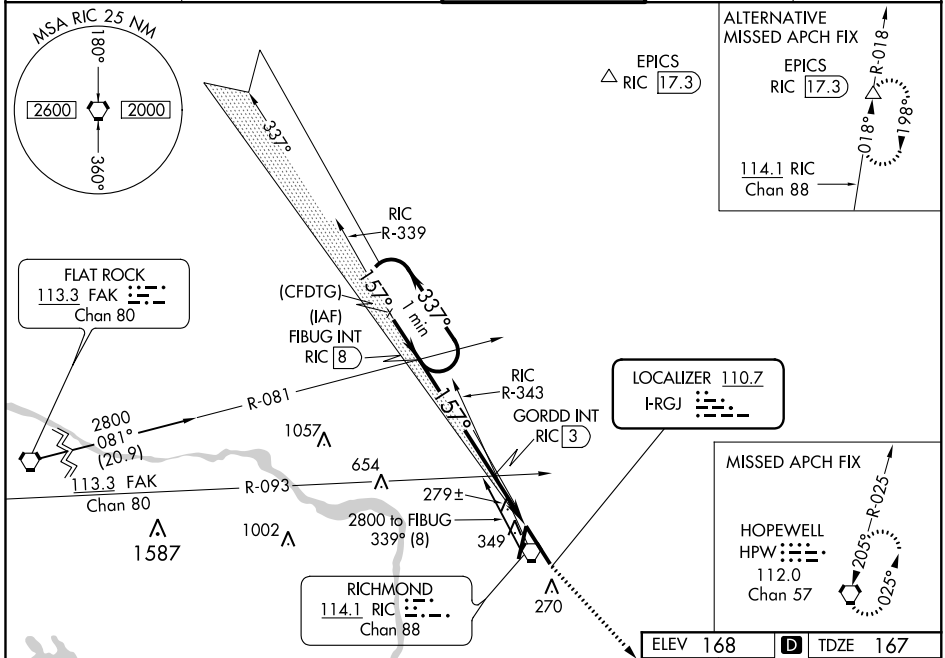 MSA RIC 25 NM
180°
2600
2000
360°
EPICS
RIC 17.3
ALTERNATIVE
MISSED APCH FIX
EPICS
RIC 17.3
R-018
018°
198°
114.1 RIC
Chan 88
337°
RIC
R-339
FLAT ROCK
113.3 FAK
Chan 80
(CFDTG)
(IAF)
FIBUG INT
RIC 8
157°
337°
1 min
RIC
R-343
GORDD INT
RIC 3
157°
LOCALIZER 110.7
I-RGJ
2800
081°
(20.9)
R-081
1057
113.3 FAK
Chan 80
R-093
654
279±
1587
1002
2800 to FIBUG
339° (8)
349
270
RICHMOND
114.1 RIC
Chan 88
MISSED APCH FIX
HOPEWELL
HPW
112.0
Chan 57
R-025
205°
025°
ELEV 168
D
TDZE 167